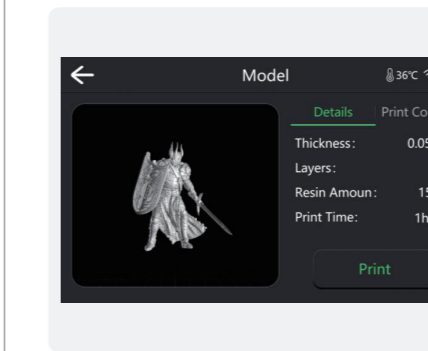 Model 36℃
Details Print Co
Thickness: 0.05
Layers:
Resin Amoun: 15
Print Time: 1h
Print